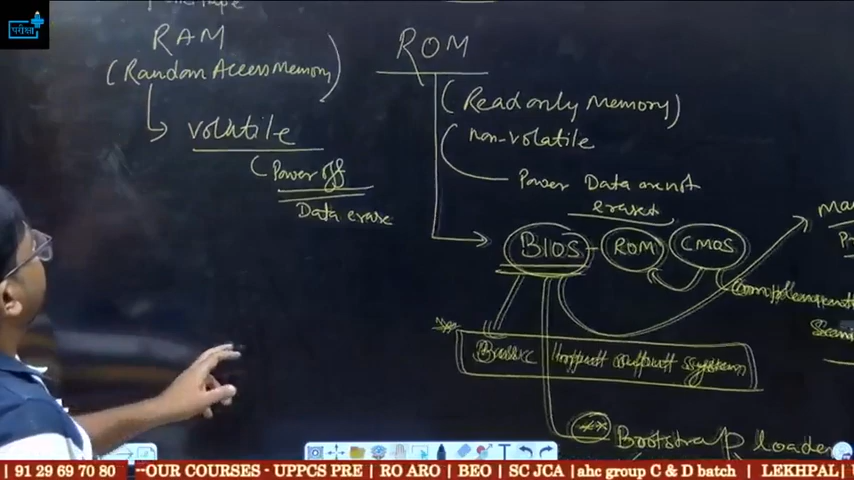 परीक्षा
RAM
(Random Access Memory)
volatile
Power off
Data erase
ROM
(Read only Memory)
non-volatile
Power Data are not
erased
BIOS - ROM CMOS
Basic Input output system
Bootstrap loader
| 91 29 69 70 80 --OUR COURSES - UPPCS PRE | RO ARO | BEO | SC JCA |ahc group C & D batch | LEKHPAL|